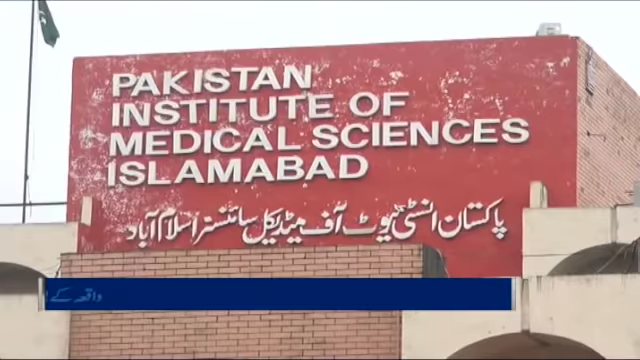 PAKISTAN
INSTITUTE OF
MEDICAL SCIENCES
ISLAMABAD
پاکستان انسٹی ٹیوٹ آف میڈیکل سائنسز اسلام آباد
واقعہ کے